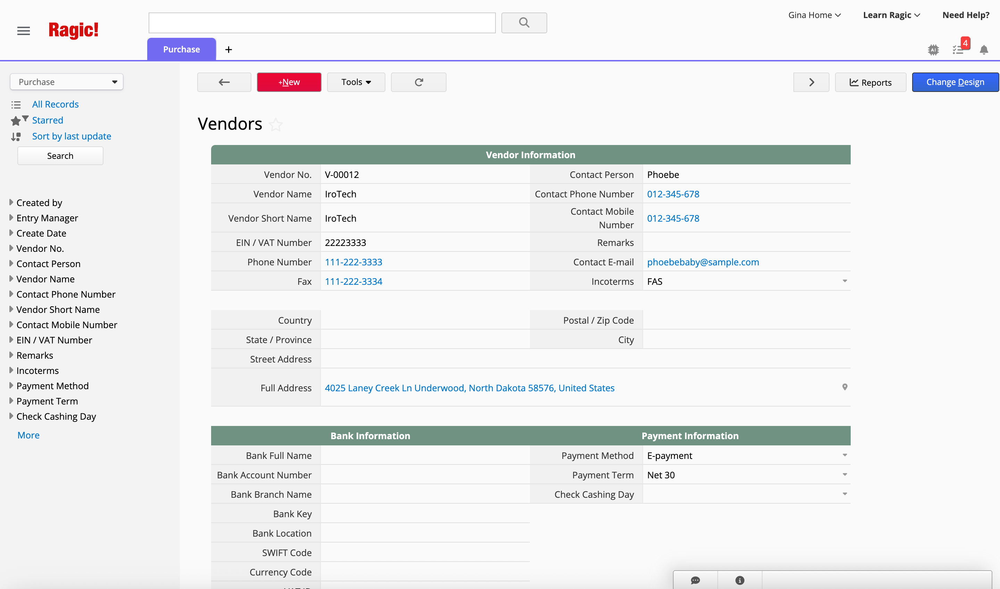 Ragic!
Gina Home
Learn Ragic
Need Help?
Purchase
+
AI
4
Purchase
All Records
Starred
Sort by last update
Search
Created by
Entry Manager
Create Date
Vendor No.
Contact Person
Vendor Name
Contact Phone Number
Vendor Short Name
Contact Mobile Number
EIN / VAT Number
Remarks
Incoterms
Payment Method
Payment Term
Check Cashing Day
More
+New
Tools
Reports
Change Design
Vendors
Vendor Information
Vendor No. V-00012 Contact Person Phoebe
Vendor Name IroTech Contact Phone Number 012-345-678
Vendor Short Name IroTech Contact Mobile
Number 012-345-678
EIN / VAT Number 22223333 Remarks
Phone Number 111-222-3333 Contact E-mail phoebebaby@sample.com
Fax 111-222-3334 Incoterms FAS
Country Postal / Zip Code
State / Province City
Street Address
Full Address 4025 Laney Creek Ln Underwood, North Dakota 58576, United States
Bank Information Payment Information
Bank Full Name Payment Method E-payment
Bank Account Number Payment Term Net 30
Bank Branch Name Check Cashing Day
Bank Key
Bank Location
SWIFT Code
Currency Code